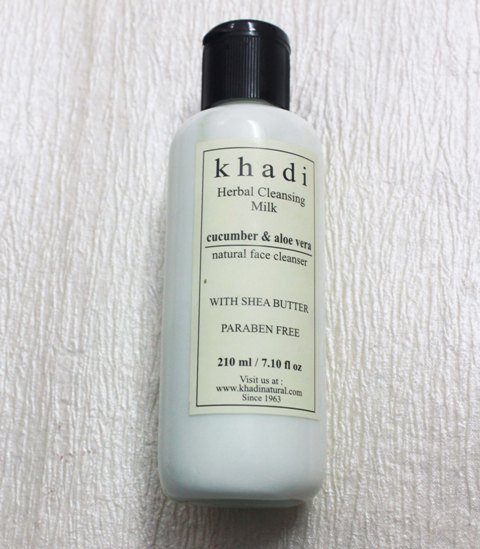 khadi
Herbal Cleansing
Milk
cucumber & aloe vera
natural face cleanser
WITH SHEA BUTTER
PARABEN FREE
210 ml / 7.10 fl oz
Visit us at :
www.khadinatural.com
Since 1963